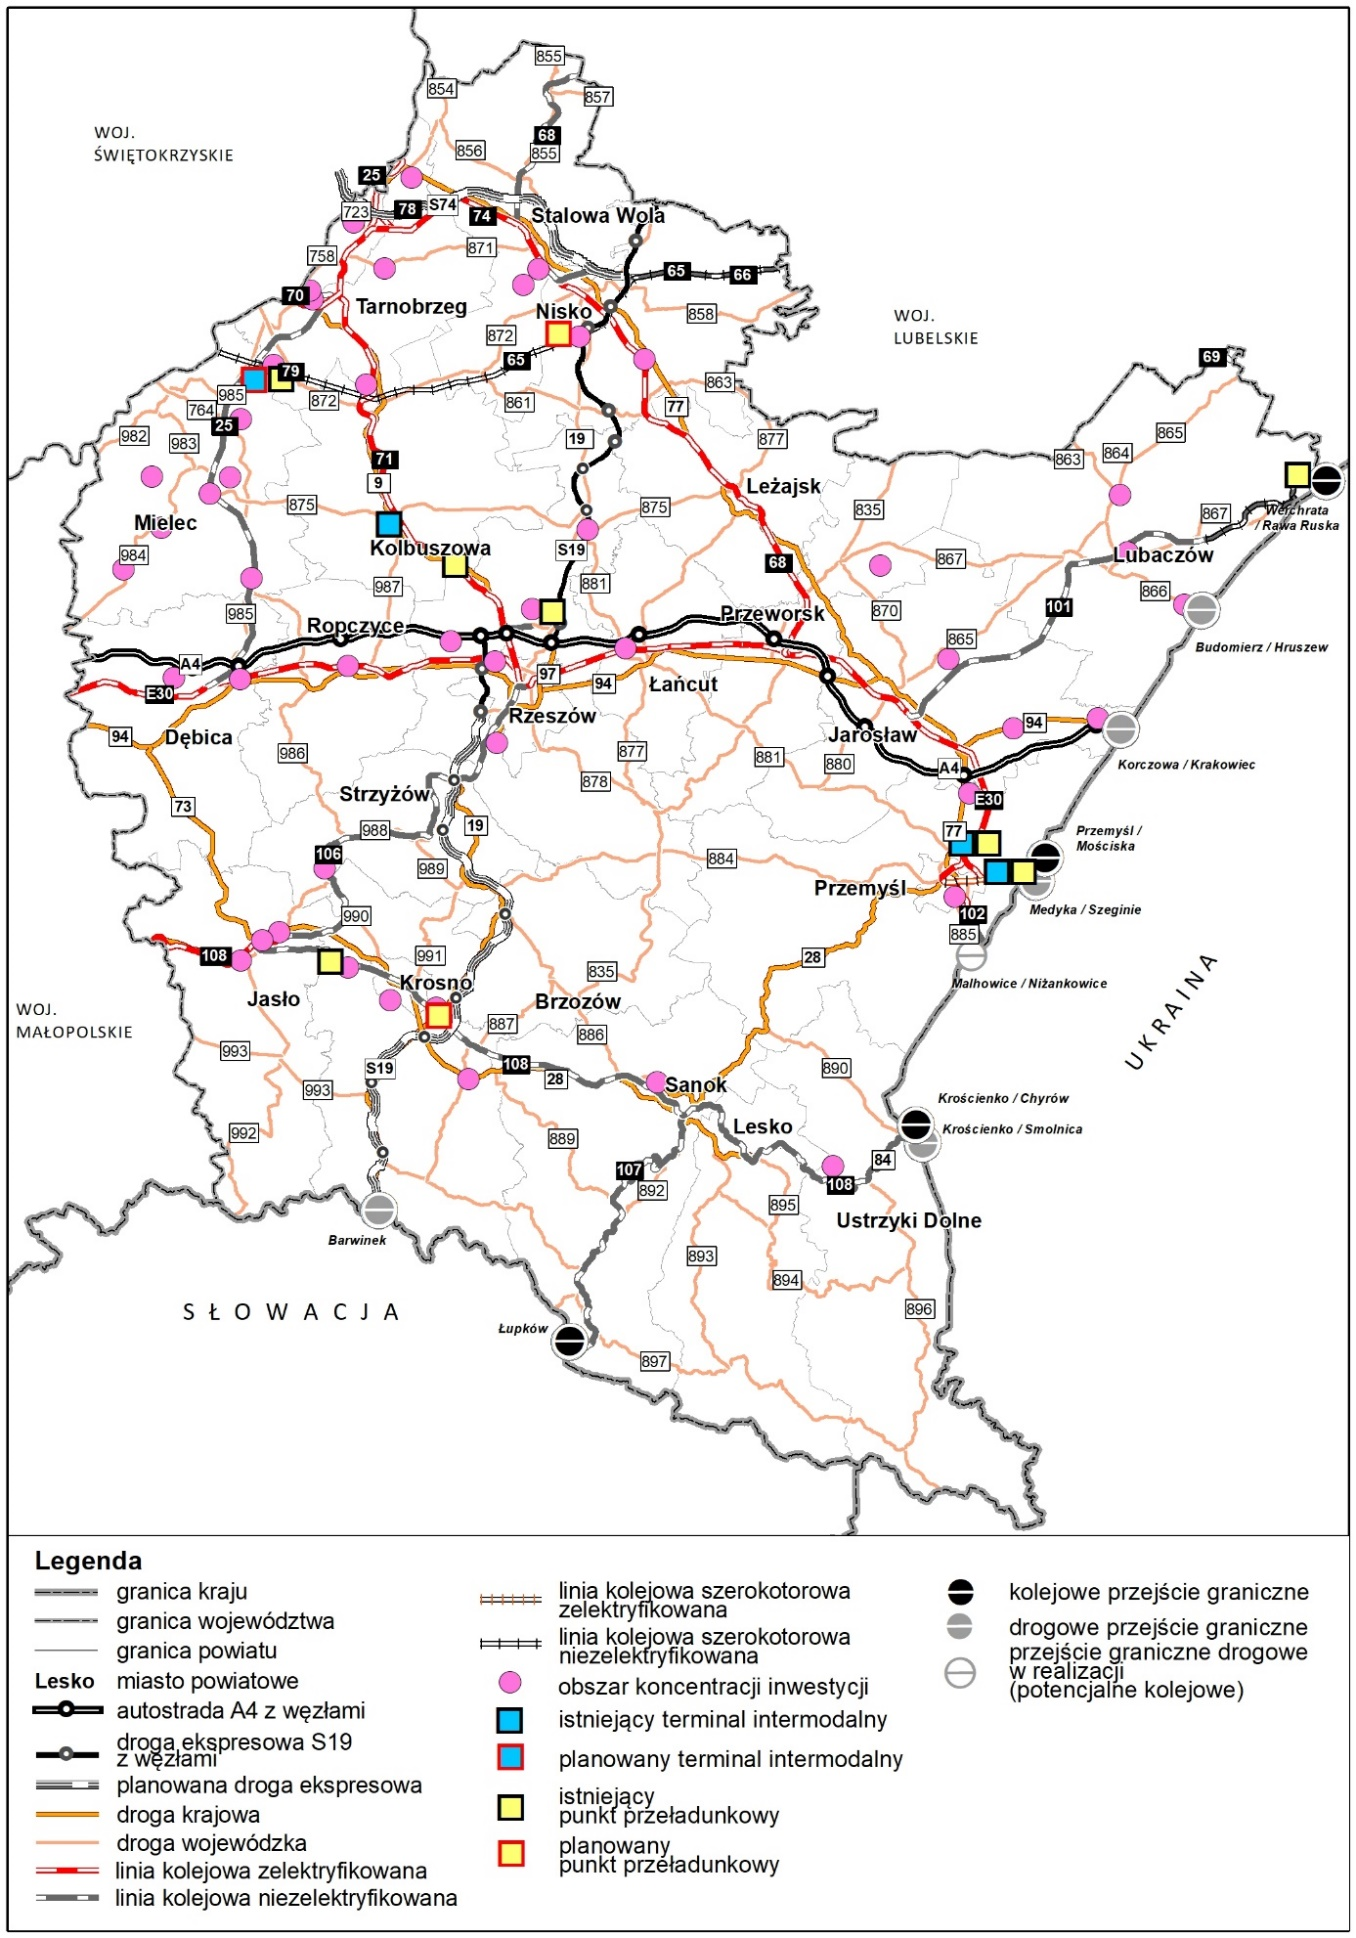 855
854
857
WOJ.
ŚWIĘTOKRZYSKIE
68
856
855
25
723
78
S74
74
Stalowa Wola
758
871
65
66
70
Tarnobrzeg
Nisko
858
WOJ.
LUBELSKIE
872
65
69
79
985
872
861
863
764
77
25
982
983
19
877
865
864
863
71
9
Leżajsk
875
875
835
867
Werchrata
/ Rawa Ruska
Mielec
Kolbuszowa
984
S19
867
Lubaczów
68
987
881
866
985
870
101
Ropczyce
Przeworsk
865
Budomierz / Hruszew
A4
E30
97
94
Łańcut
Rzeszów
94
94
Dębica
Jarosław
986
877
881
880
A4
Korczowa / Krakowiec
878
Strzyżów
73
E30
19
77
Przemyśl /
Mościska
988
106
989
884
Przemyśl
Medyka / Szeginie
990
102
885
108
991
28
835
Krosno
Malhowice / Niżankowice
Jasło
Brzozów
WOJ.
MAŁOPOLSKIE
887
886
UKRAINA
993
S19
108
28
890
993
Sanok
Krościenko / Chyrów
992
889
Lesko
Krościenko / Smolnica
84
107
892
108
895
Ustrzyki Dolne
Barwinek
893
894
SŁOWACJA
896
Łupków
897
Legenda
granica kraju
granica województwa
granica powiatu
Lesko miasto powiatowe
autostrada A4 z węzłami
droga ekspresowa S19
z węzłami
planowana droga ekspresowa
droga krajowa
droga wojewódzka
linia kolejowa zelektryfikowana
linia kolejowa niezelektryfikowana
linia kolejowa szerokotorowa
zelektryfikowana
linia kolejowa szerokotorowa
niezelektryfikowana
obszar koncentracji inwestycji
istniejący terminal intermodalny
planowany terminal intermodalny
istniejący
punkt przeładunkowy
planowany
punkt przeładunkowy
kolejowe przejście graniczne
drogowe przejście graniczne
przejście graniczne drogowe
w realizacji
(potencjalne kolejowe)